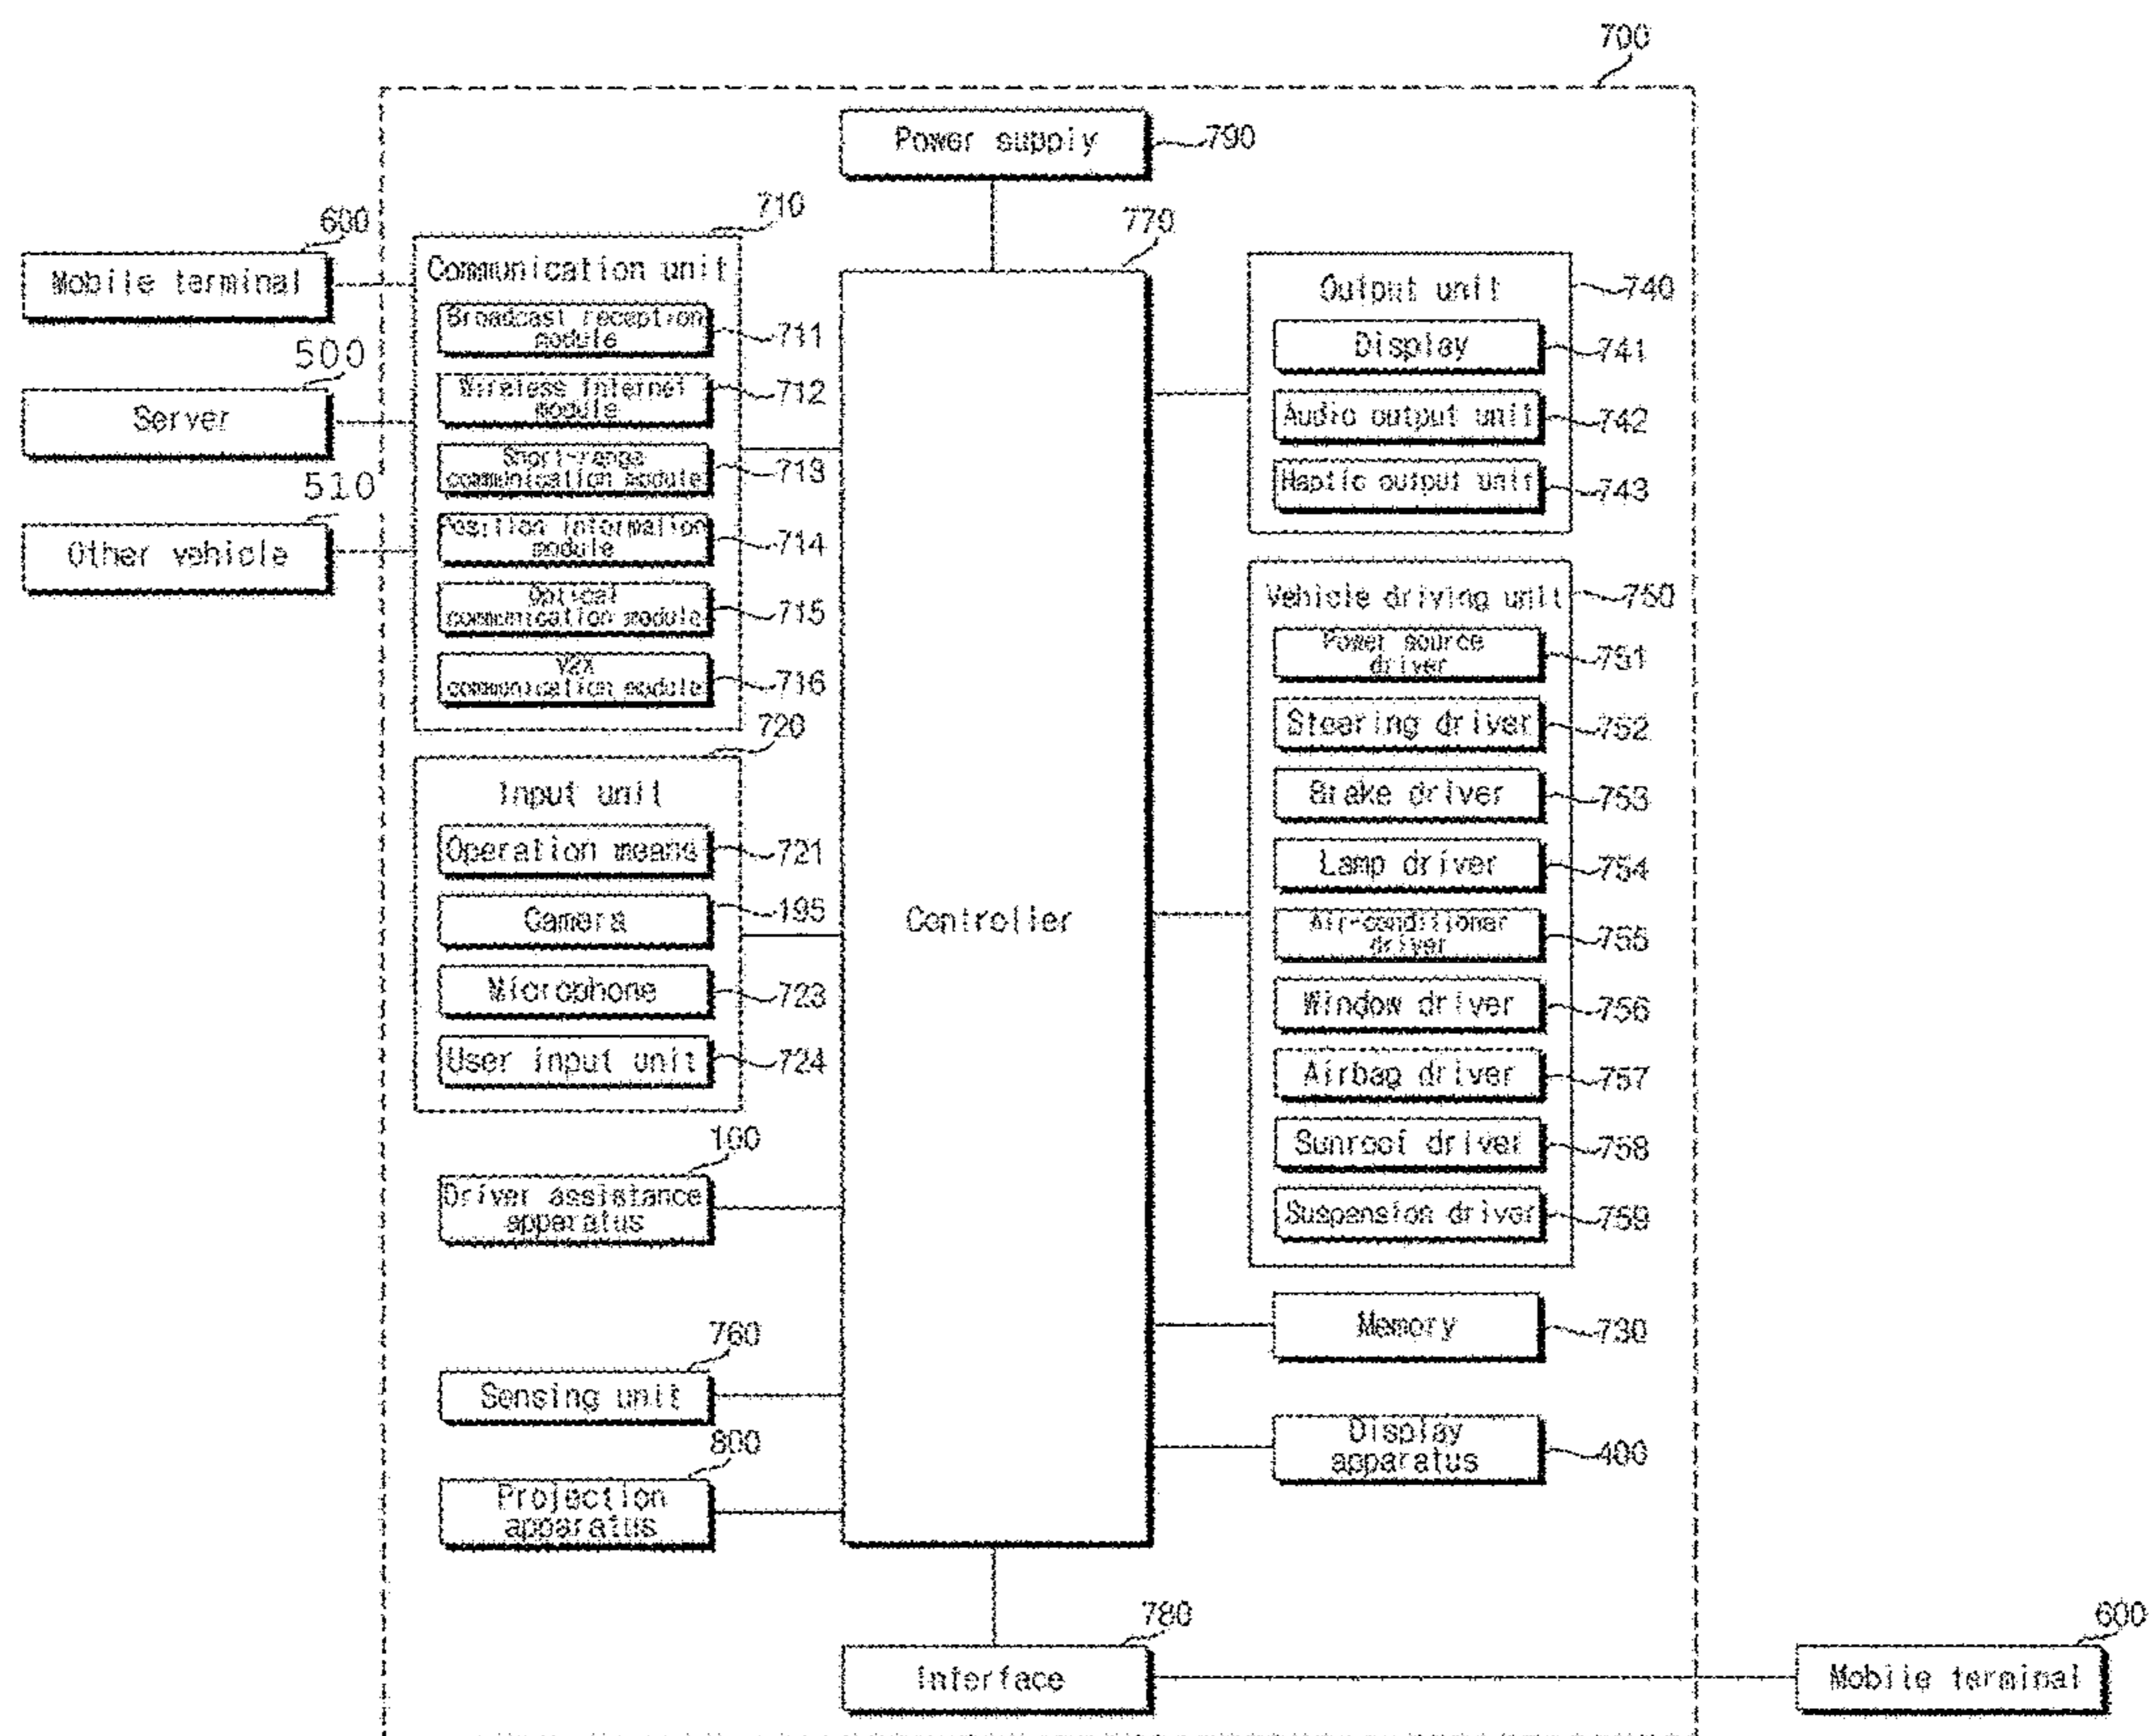 700
Power supply
790
600
710
770
Mobile terminal
Communication unit
Output unit
740
Broadcast reception
module
711
Display
741
500
Wireless Internet
module
712
Audio output unit
742
Server
Short-range
communication module
713
Haptic output unit
743
510
Position information
module
714
Other vehicle
Optical
communication module
715
Vehicle driving unit
750
V2X
communication module
716
Power source
driver
751
720
Steering driver
752
Input unit
Brake driver
753
Operation means
721
Lamp driver
754
Camera
195
Controller
Air-conditioner
driver
755
Microphone
723
Window driver
756
User input unit
724
Airbag driver
757
100
Sunroof driver
758
Driver assistance
apparatus
Suspension driver
759
760
Memory
730
Sensing unit
800
Display
apparatus
400
Projection
apparatus
780
600
Interface
Mobile terminal